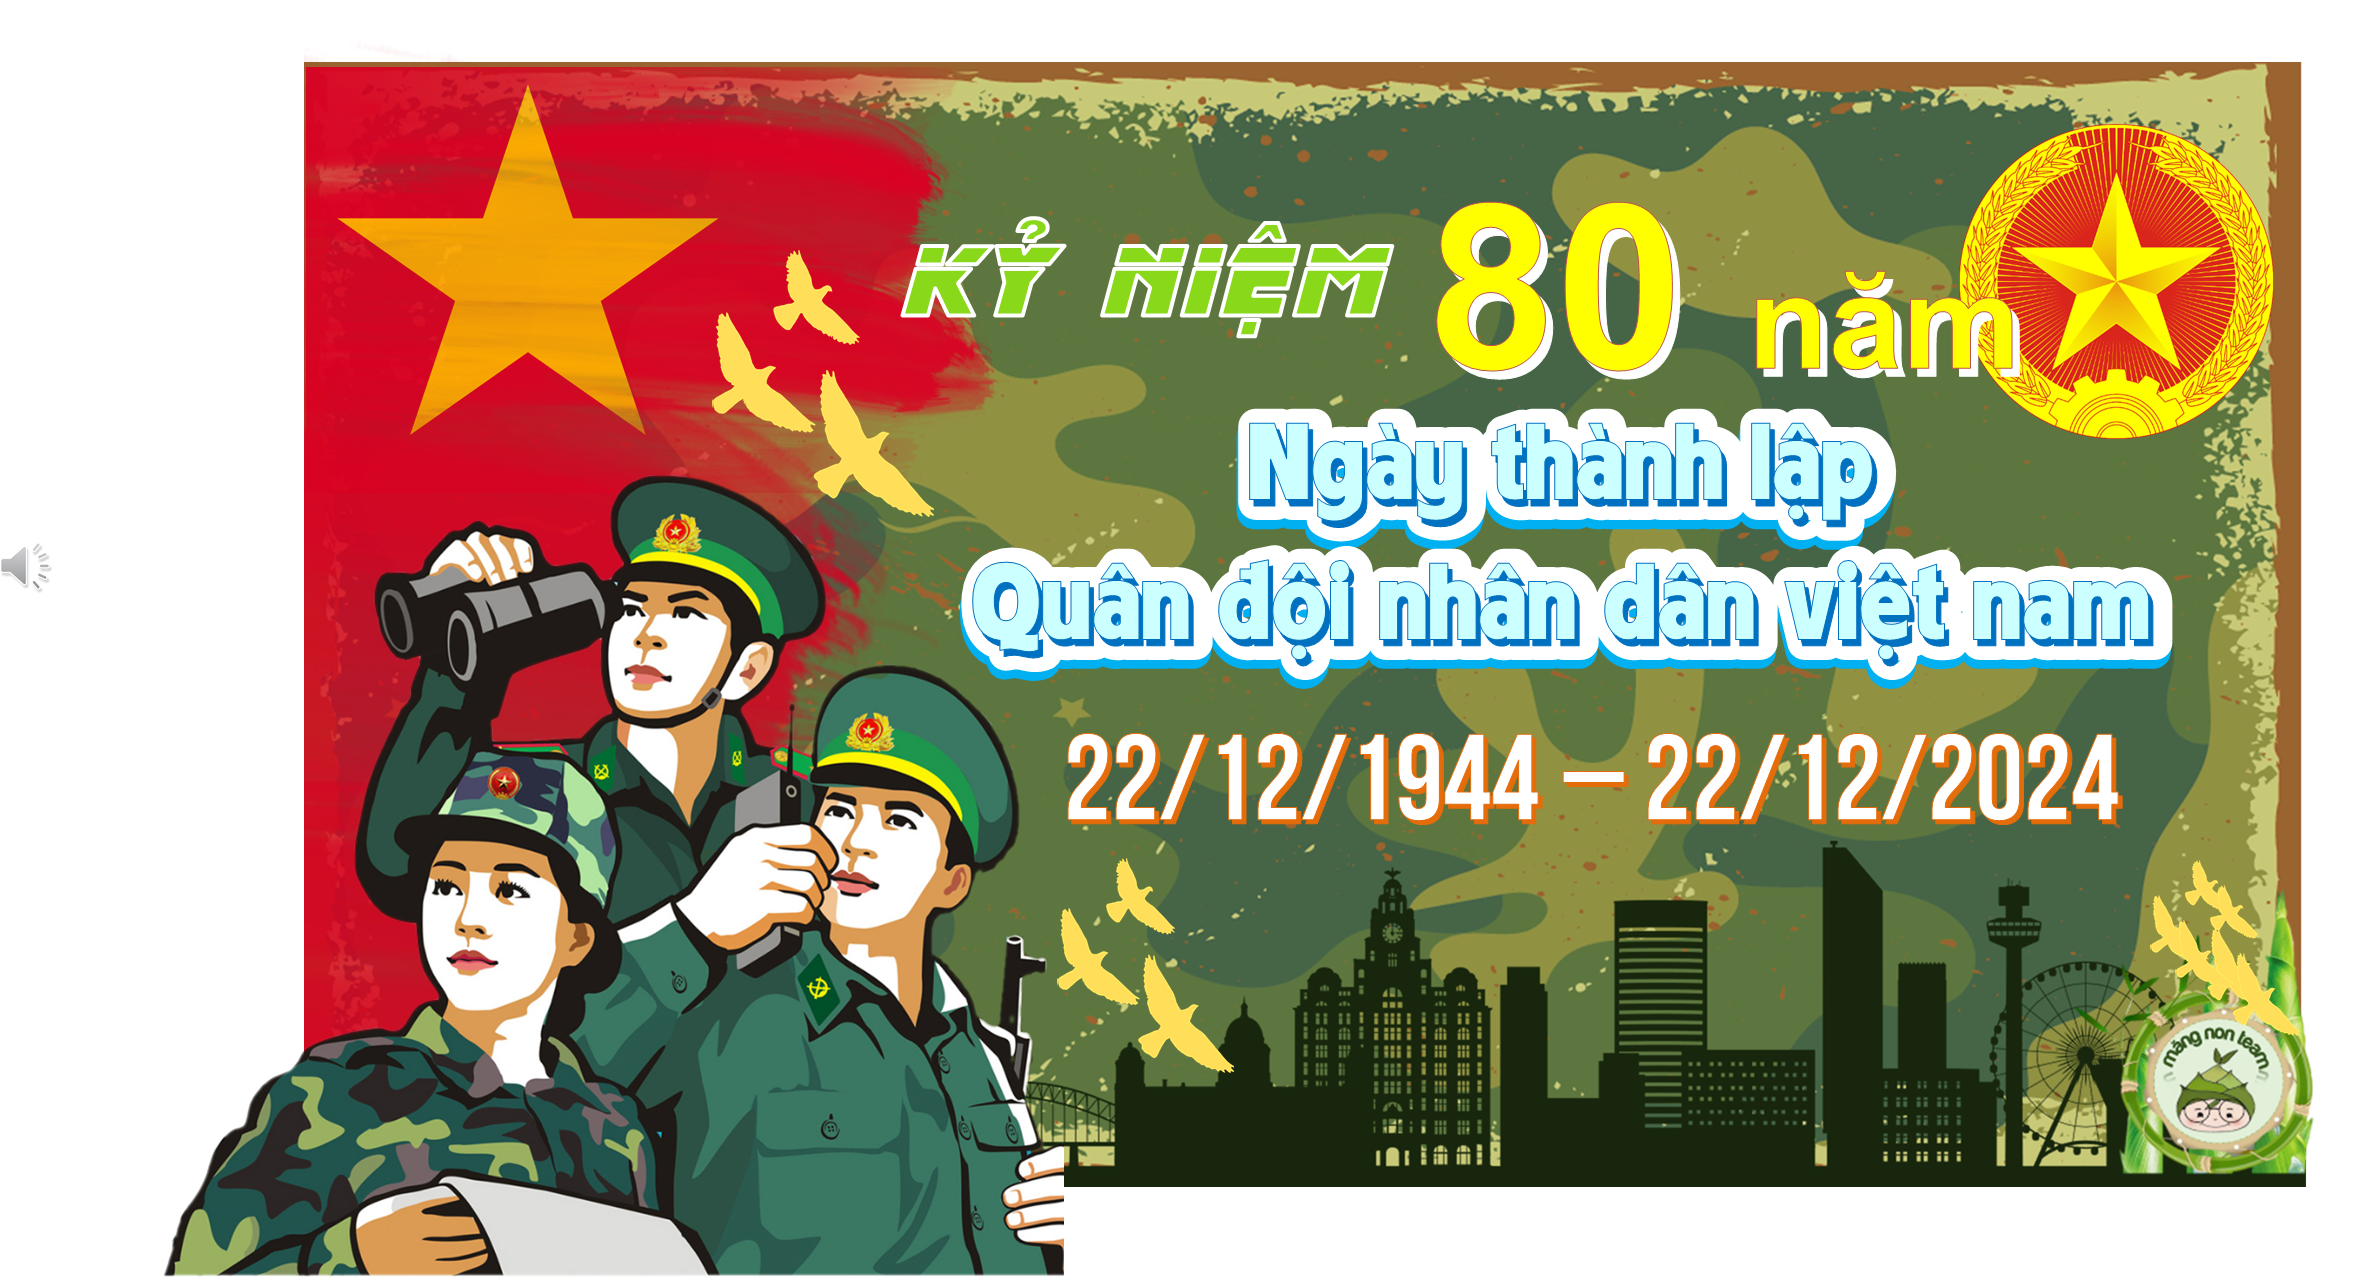 KỶ NIỆM 80 năm
Ngày thành lập
Quân đội nhân dân việt nam
22/12/1944 – 22/12/2024
măng non team